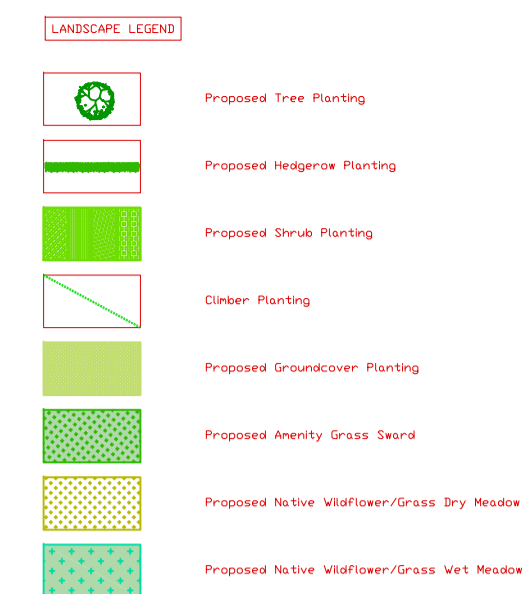 LANDSCAPE LEGEND
Proposed Tree Planting
Proposed Hedgerow Planting
Proposed Shrub Planting
Climber Planting
Proposed Groundcover Planting
Proposed Amenity Grass Sward
Proposed Native Wildflower/Grass Dry Meadow
Proposed Native Wildflower/Grass Wet Meadow